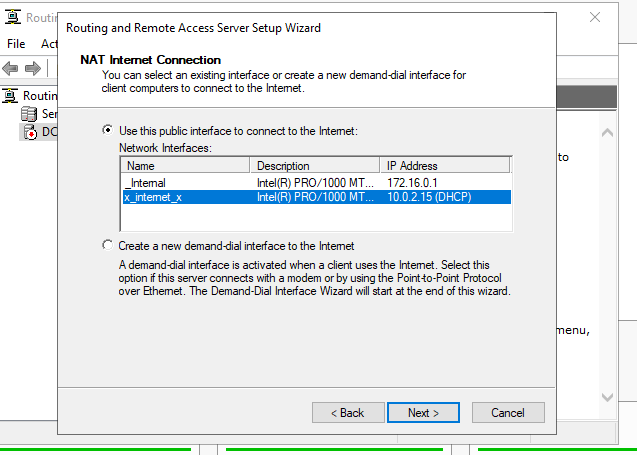 Routin
Routing and Remote Access Server Setup Wizard
File
Act
NAT Internet Connection
You can select an existing interface or create a new demand-dial interface for
client computers to connect to the Internet.
Routin
Ser
DC
to
Use this public interface to connect to the Internet:
Network Interfaces:
Name Description IP Address
_Internal Intel(R) PRO/1000 MT... 172.16.0.1
x_internet_x Intel(R) PRO/1000 MT... 10.0.2.15 (DHCP)
Create a new demand-dial interface to the Internet
A demand-dial interface is activated when a client uses the Internet. Select this
option if this server connects with a modem or by using the Point-to-Point Protocol
over Ethernet. The Demand-Dial Interface Wizard will start at the end of this wizard.
menu,
< Back Next > Cancel